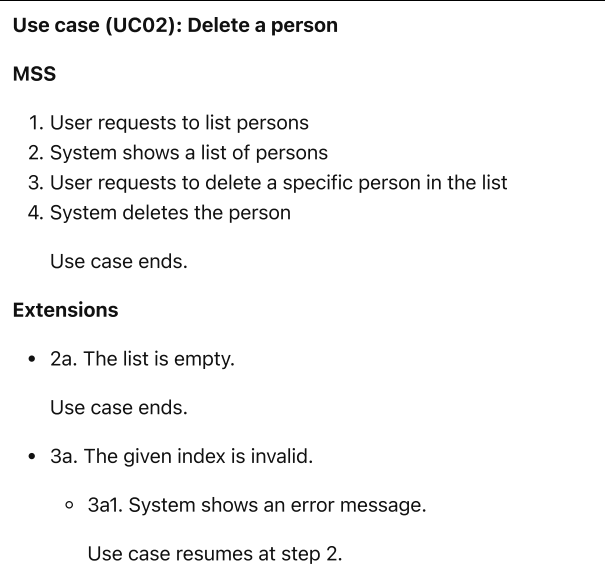 Use case (UC02): Delete a person
MSS
1. User requests to list persons
2. System shows a list of persons
3. User requests to delete a specific person in the list
4. System deletes the person
Use case ends.
Extensions
• 2a. The list is empty.
Use case ends.
• 3a. The given index is invalid.
◦ 3a1. System shows an error message.
Use case resumes at step 2.